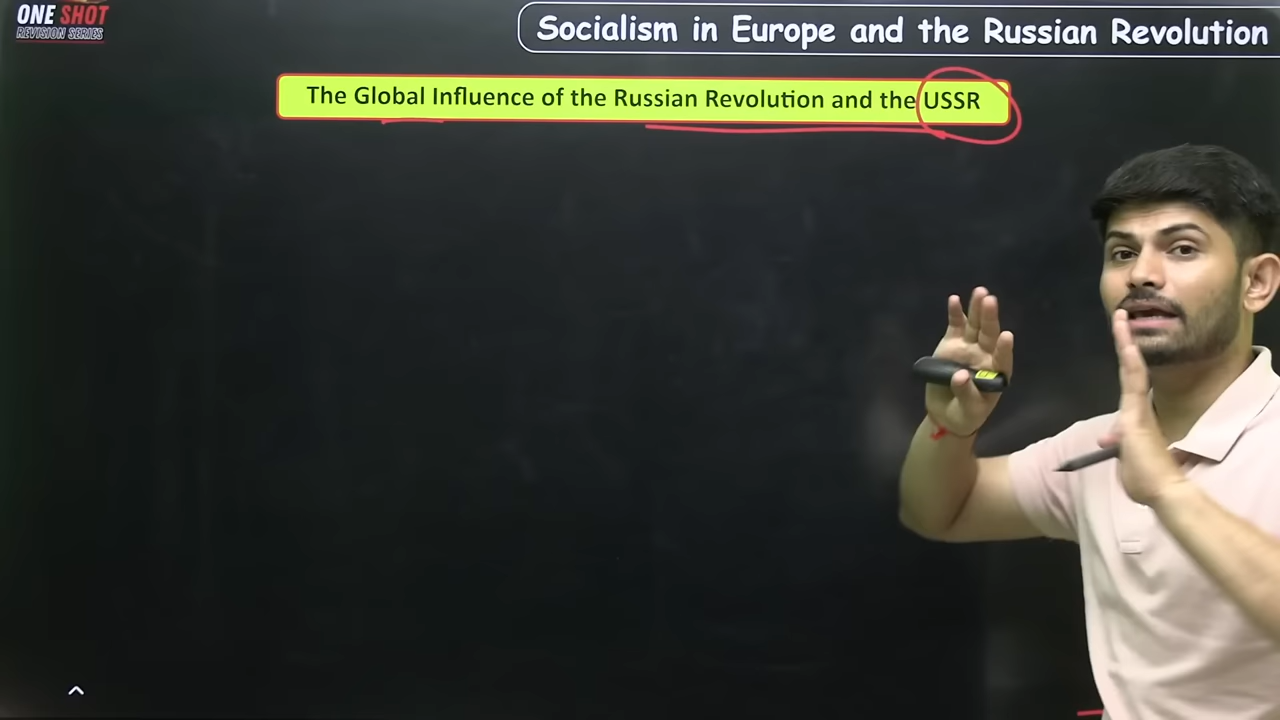 ONE SHOT
REVISION SERIES
Socialism in Europe and the Russian Revolution
The Global Influence of the Russian Revolution and the USSR